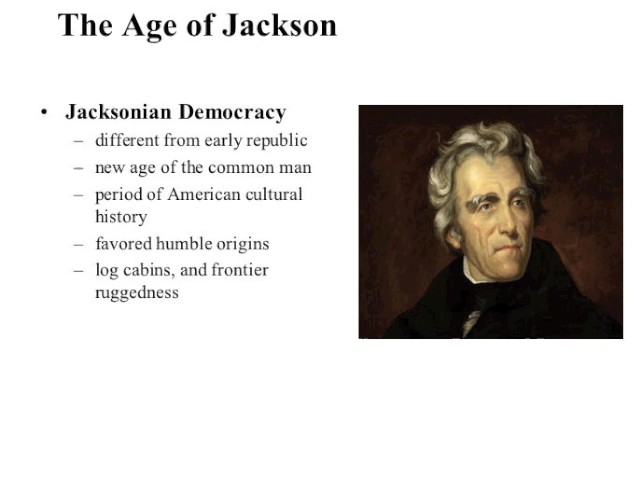 The Age of Jackson
• Jacksonian Democracy
– different from early republic
– new age of the common man
– period of American cultural
history
– favored humble origins
– log cabins, and frontier
ruggedness